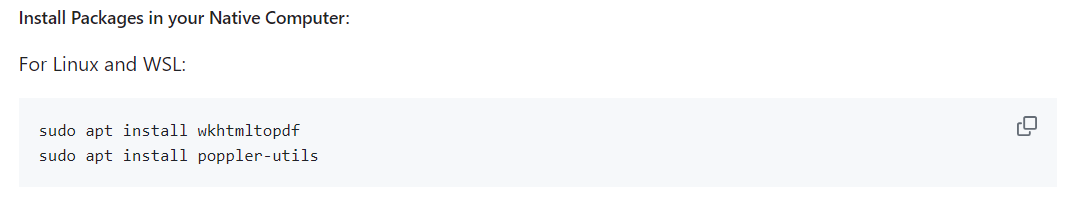 Install Packages in your Native Computer:
For Linux and WSL:
sudo apt install wkhtmltopdf
sudo apt install poppler-utils